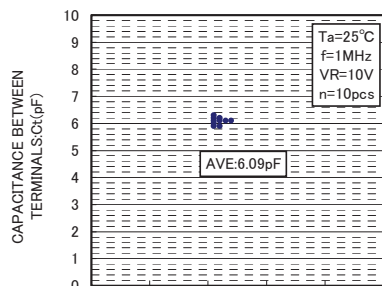 CAPACITANCE BETWEEN
TERMINALS:Ct(pF)
10
9
8
7
6
5
4
3
2
1
0
Ta=25℃
f=1MHz
VR=10V
n=10pcs
AVE:6.09pF